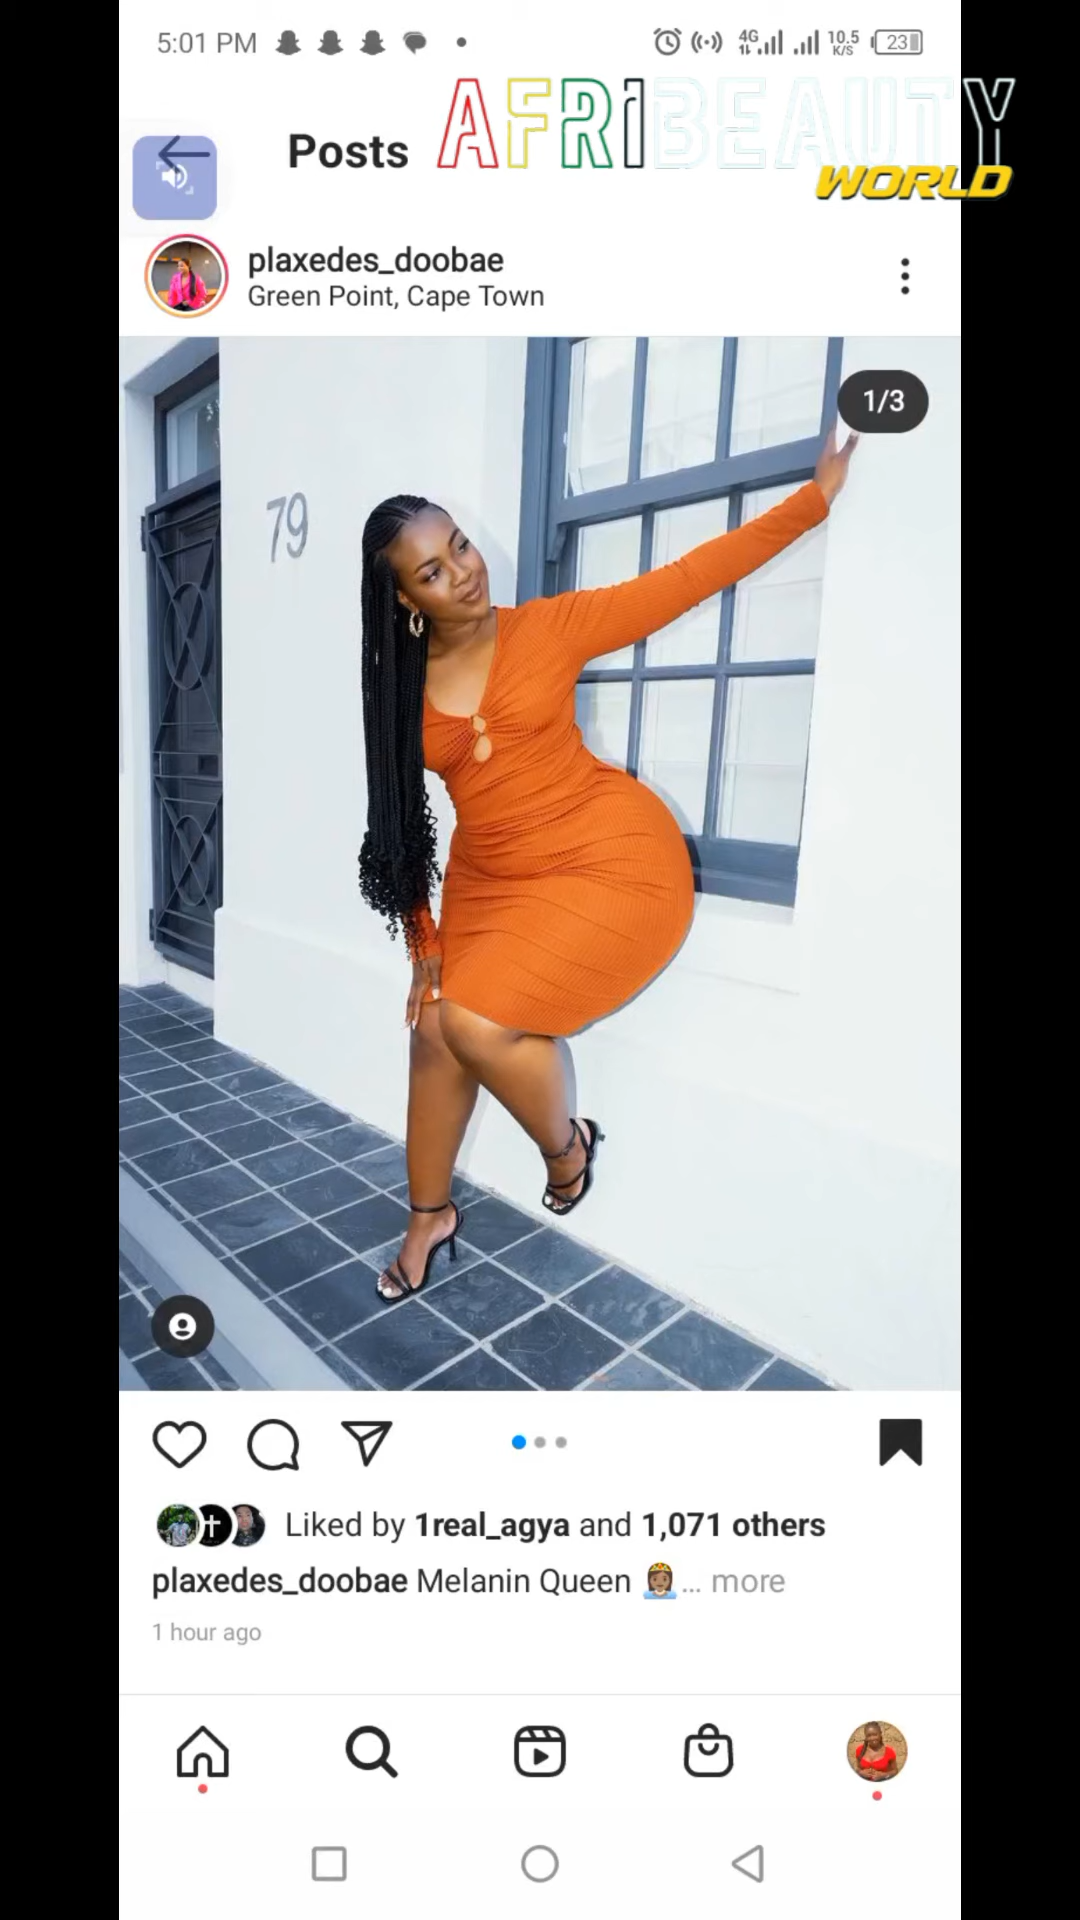 5:01 PM
4G
10.5
K/S
23
AFRIBEAUTY
WORLD
Posts
plaxedes_doobae
Green Point, Cape Town
1/3
79
Liked by 1real_agya and 1,071 others
plaxedes_doobae Melanin Queen 👸🏽... more
1 hour ago